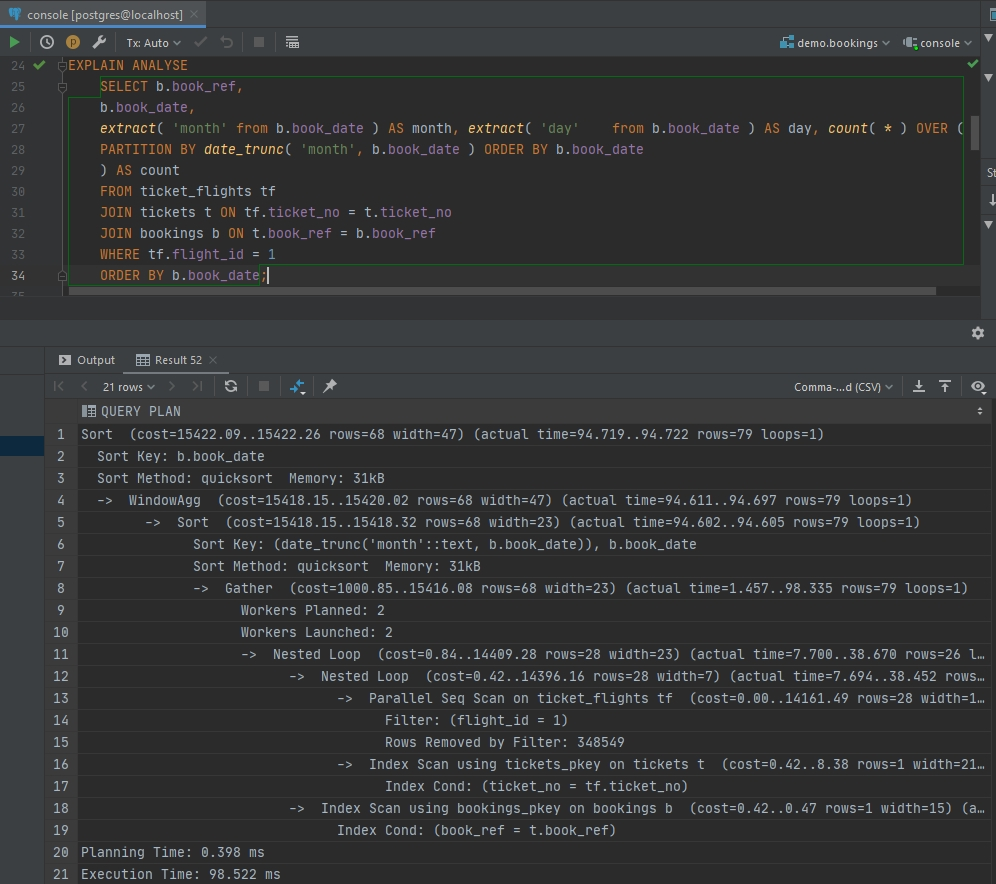 console [postgres@localhost]
Tx: Auto
demo.bookings
console
24 EXPLAIN ANALYSE
25 SELECT b.book_ref,
26 b.book_date,
27 extract( 'month' from b.book_date ) AS month, extract( 'day'    from b.book_date ) AS day, count( * ) OVER (
28 PARTITION BY date_trunc( 'month', b.book_date ) ORDER BY b.book_date
29 ) AS count
30 FROM ticket_flights tf
31 JOIN tickets t ON tf.ticket_no = t.ticket_no
32 JOIN bookings b ON t.book_ref = b.book_ref
33 WHERE tf.flight_id = 1
34 ORDER BY b.book_date;
35
St
Output
Result 52
21 rows
Comma-...d (CSV)
QUERY PLAN
1 Sort  (cost=15422.09..15422.26 rows=68 width=47) (actual time=94.719..94.722 rows=79 loops=1)
2 Sort Key: b.book_date
3 Sort Method: quicksort  Memory: 31kB
4 ->  WindowAgg  (cost=15418.15..15420.02 rows=68 width=47) (actual time=94.611..94.697 rows=79 loops=1)
5 ->  Sort  (cost=15418.15..15418.32 rows=68 width=23) (actual time=94.602..94.605 rows=79 loops=1)
6 Sort Key: (date_trunc('month'::text, b.book_date)), b.book_date
7 Sort Method: quicksort  Memory: 31kB
8 ->  Gather  (cost=1000.85..15416.08 rows=68 width=23) (actual time=1.457..98.335 rows=79 loops=1)
9 Workers Planned: 2
10 Workers Launched: 2
11 ->  Nested Loop  (cost=0.84..14409.28 rows=28 width=23) (actual time=7.700..38.670 rows=26 l...
12 ->  Nested Loop  (cost=0.42..14396.16 rows=28 width=7) (actual time=7.694..38.452 rows...
13 ->  Parallel Seq Scan on ticket_flights tf  (cost=0.00..14161.49 rows=28 width=1...
14 Filter: (flight_id = 1)
15 Rows Removed by Filter: 348549
16 ->  Index Scan using tickets_pkey on tickets t  (cost=0.42..8.38 rows=1 width=21...
17 Index Cond: (ticket_no = tf.ticket_no)
18 ->  Index Scan using bookings_pkey on bookings b  (cost=0.42..0.47 rows=1 width=15) (a...
19 Index Cond: (book_ref = t.book_ref)
20 Planning Time: 0.398 ms
21 Execution Time: 98.522 ms